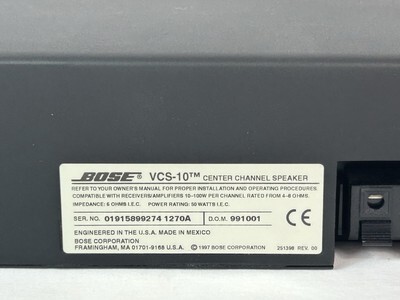 BOSE® VCS-10™ CENTER CHANNEL SPEAKER
REFER TO YOUR OWNER'S MANUAL FOR PROPER INSTALLATION AND OPERATING PROCEDURES.
COMPATIBLE WITH RECEIVERS/AMPLIFIERS 10-100W PER CHANNEL RATED FROM 4-8 OHMS.
IMPEDANCE: 6 OHMS I.E.C. POWER RATING: 50 WATTS I.E.C.
SER. NO. 01915899274 1270A D.O.M. 991001 CE
ENGINEERED IN THE U.S.A. MADE IN MEXICO
BOSE CORPORATION
FRAMINGHAM, MA 01701-9168 U.S.A. ©1997 BOSE CORPORATION 251398 REV. 00